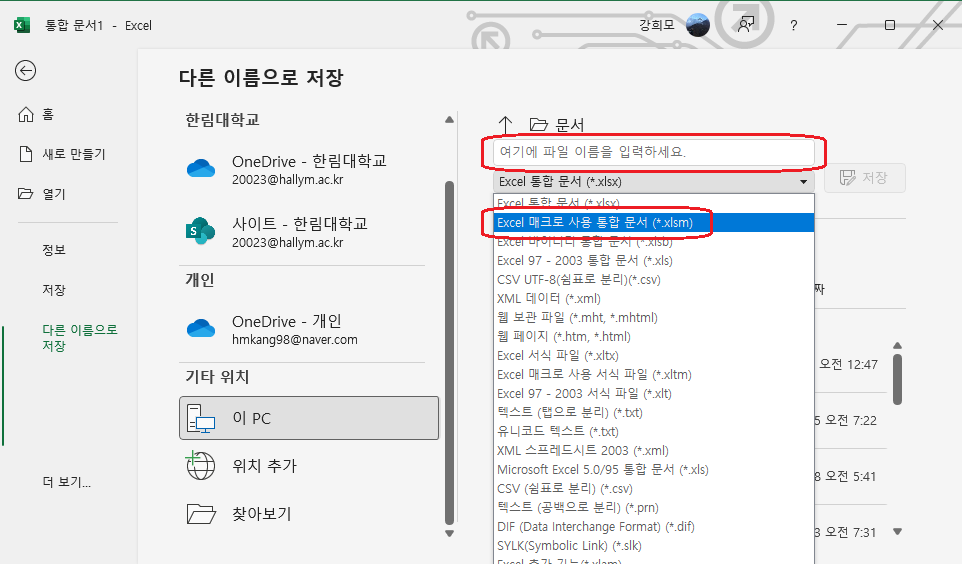 통합 문서1 - Excel
강희모
?
다른 이름으로 저장
홈
새로 만들기
열기
정보
저장
다른 이름으로
저장
더 보기...
한림대학교
OneDrive - 한림대학교
20023@hallym.ac.kr
사이트 - 한림대학교
20023@hallym.ac.kr
개인
OneDrive - 개인
hmkang98@naver.com
기타 위치
이 PC
위치 추가
찾아보기
문서
여기에 파일 이름을 입력하세요.
Excel 통합 문서 (*.xlsx)
저장
Excel 통합 문서 (*.xlsx)
Excel 매크로 사용 통합 문서 (*.xlsm)
Excel 바이너리 통합 문서 (*.xlsb)
Excel 97 - 2003 통합 문서 (*.xls)
CSV UTF-8(쉼표로 분리)(*.csv)
XML 데이터 (*.xml)
웹 보관 파일 (*.mht, *.mhtml)
웹 페이지 (*.htm, *.html)
Excel 서식 파일 (*.xltx)
Excel 매크로 사용 서식 파일 (*.xltm)
Excel 97 - 2003 서식 파일 (*.xlt)
텍스트 (탭으로 분리) (*.txt)
유니코드 텍스트 (*.txt)
XML 스프레드시트 2003 (*.xml)
Microsoft Excel 5.0/95 통합 문서 (*.xls)
CSV (쉼표로 분리) (*.csv)
텍스트 (공백으로 분리) (*.prn)
DIF (Data Interchange Format) (*.dif)
SYLK(Symbolic Link) (*.slk)
Excel 추가 기능(*.xlam)
짜
오전 12:47
5 오전 7:22
3 오전 5:41
3 오전 7:31